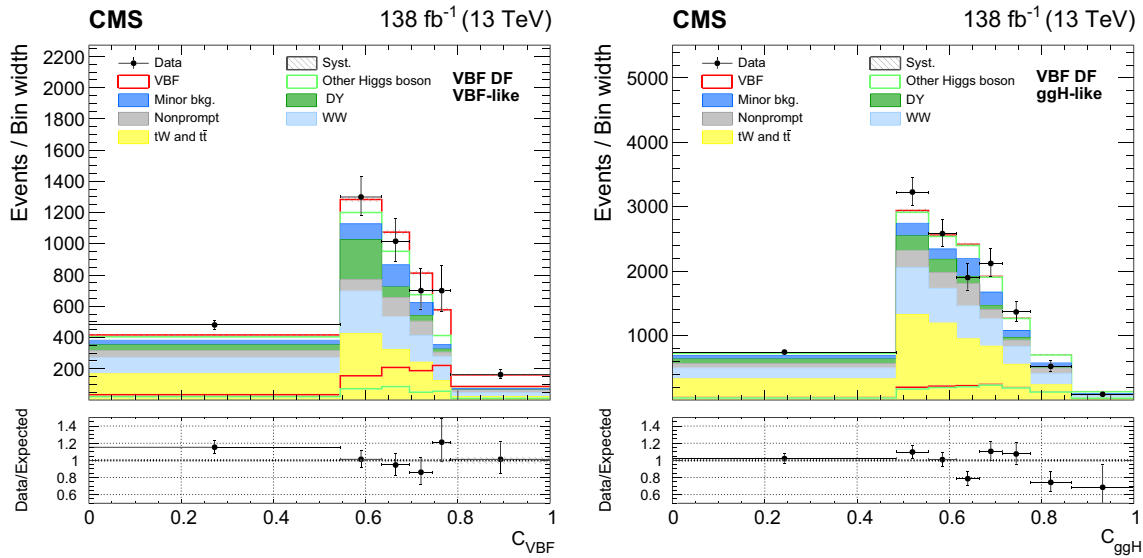 CMS 138 fb⁻¹ (13 TeV)
Events / Bin width
2200
2000
1800
1600
1400
1200
1000
800
600
400
200
Data
Syst.
VBF
Other Higgs boson
Minor bkg.
DY
Nonprompt
WW
tW and tt̄
VBF DF
VBF-like
Data/Expected
1.4
1.2
1
0.8
0.6
0 0.2 0.4 0.6 0.8 1
C_VBF
CMS 138 fb⁻¹ (13 TeV)
Events / Bin width
5000
4000
3000
2000
1000
Data
Syst.
VBF
Other Higgs boson
Minor bkg.
DY
Nonprompt
WW
tW and tt̄
VBF DF
ggH-like
Data/Expected
1.4
1.2
1
0.8
0.6
0 0.2 0.4 0.6 0.8 1
C_ggH